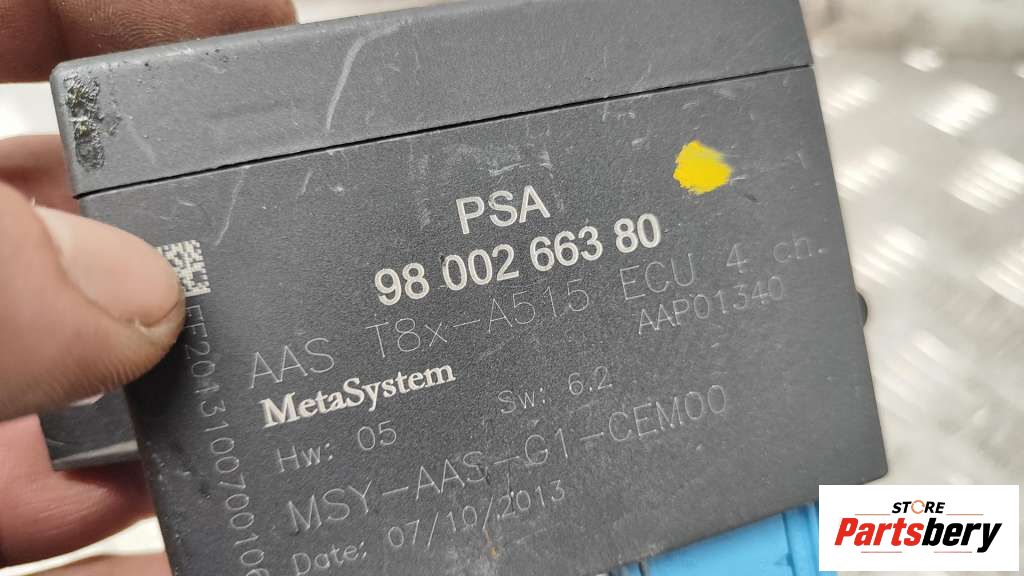 PSA
98 002 663 80
AAS T8x-A515 ECU 4 ch.
MetaSystem
AAP01340
Hw: 05
Sw: 6.2
MSY-AAS-G1-CEM00
Date: 07/10/2013
STORE
Partsbery